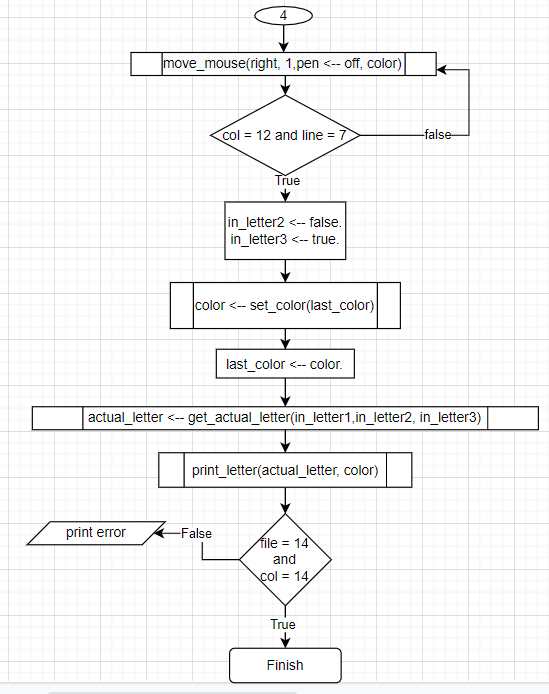 4
move_mouse(right, 1,pen <-- off, color)
col = 12 and line = 7
false
True
in_letter2 <-- false.
in_letter3 <-- true.
color <-- set_color(last_color)
last_color <-- color.
actual_letter <-- get_actual_letter(in_letter1,in_letter2, in_letter3)
print_letter(actual_letter, color)
print error
False
file = 14
and
col = 14
True
Finish